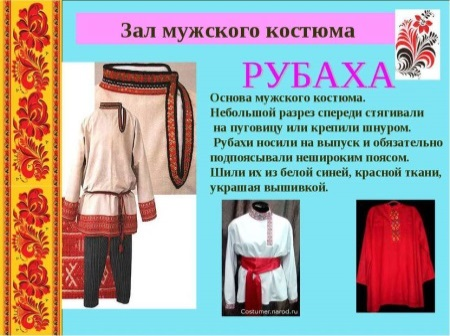 Зал мужского костюма
РУБАХА
Основа мужского костюма.
Небольшой разрез спереди стягивали
на пуговицу или крепили шнуром.
Рубахи носили на выпуск и обязательно
подпоясывали нешироким поясом.
Шили их из белой синей, красной ткани,
украшая вышивкой.
Costumer.narod.ru